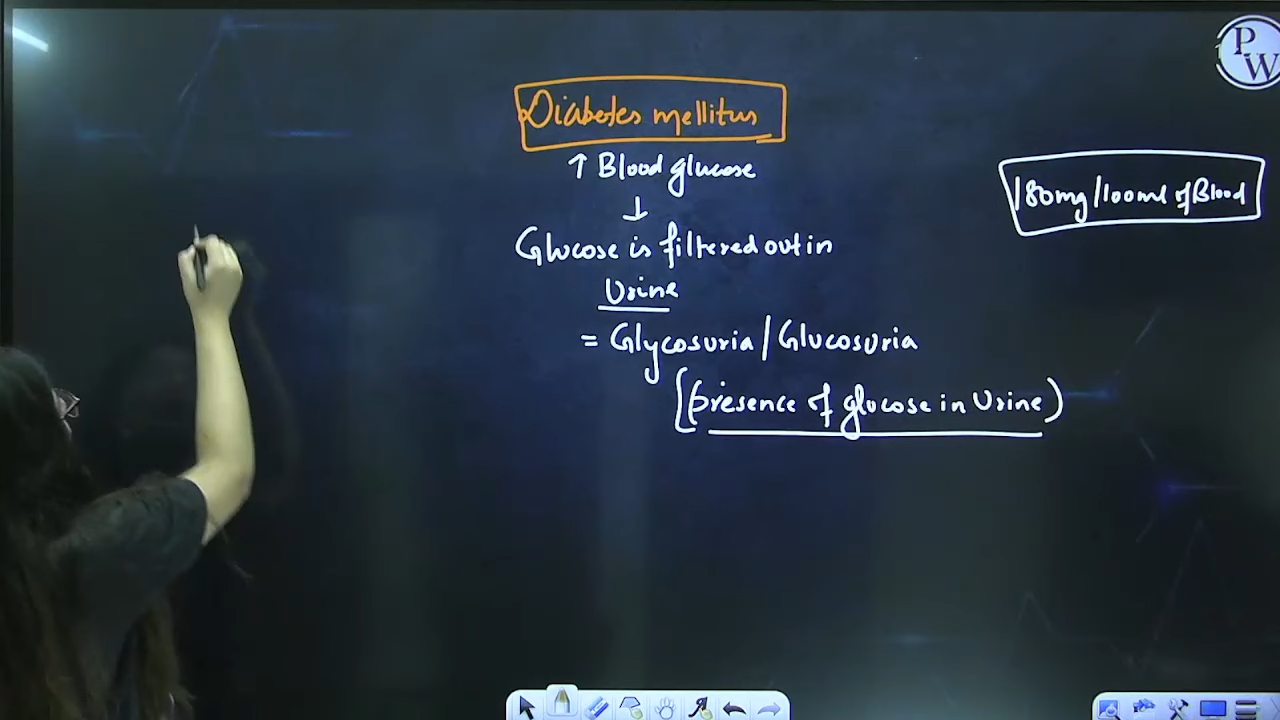 PW
Diabetes mellitus
↑ Blood glucose
↓
180mg/100ml of Blood
Glucose is filtered out in
Urine
= Glycosuria/Glucosuria
(presence of glucose in Urine)